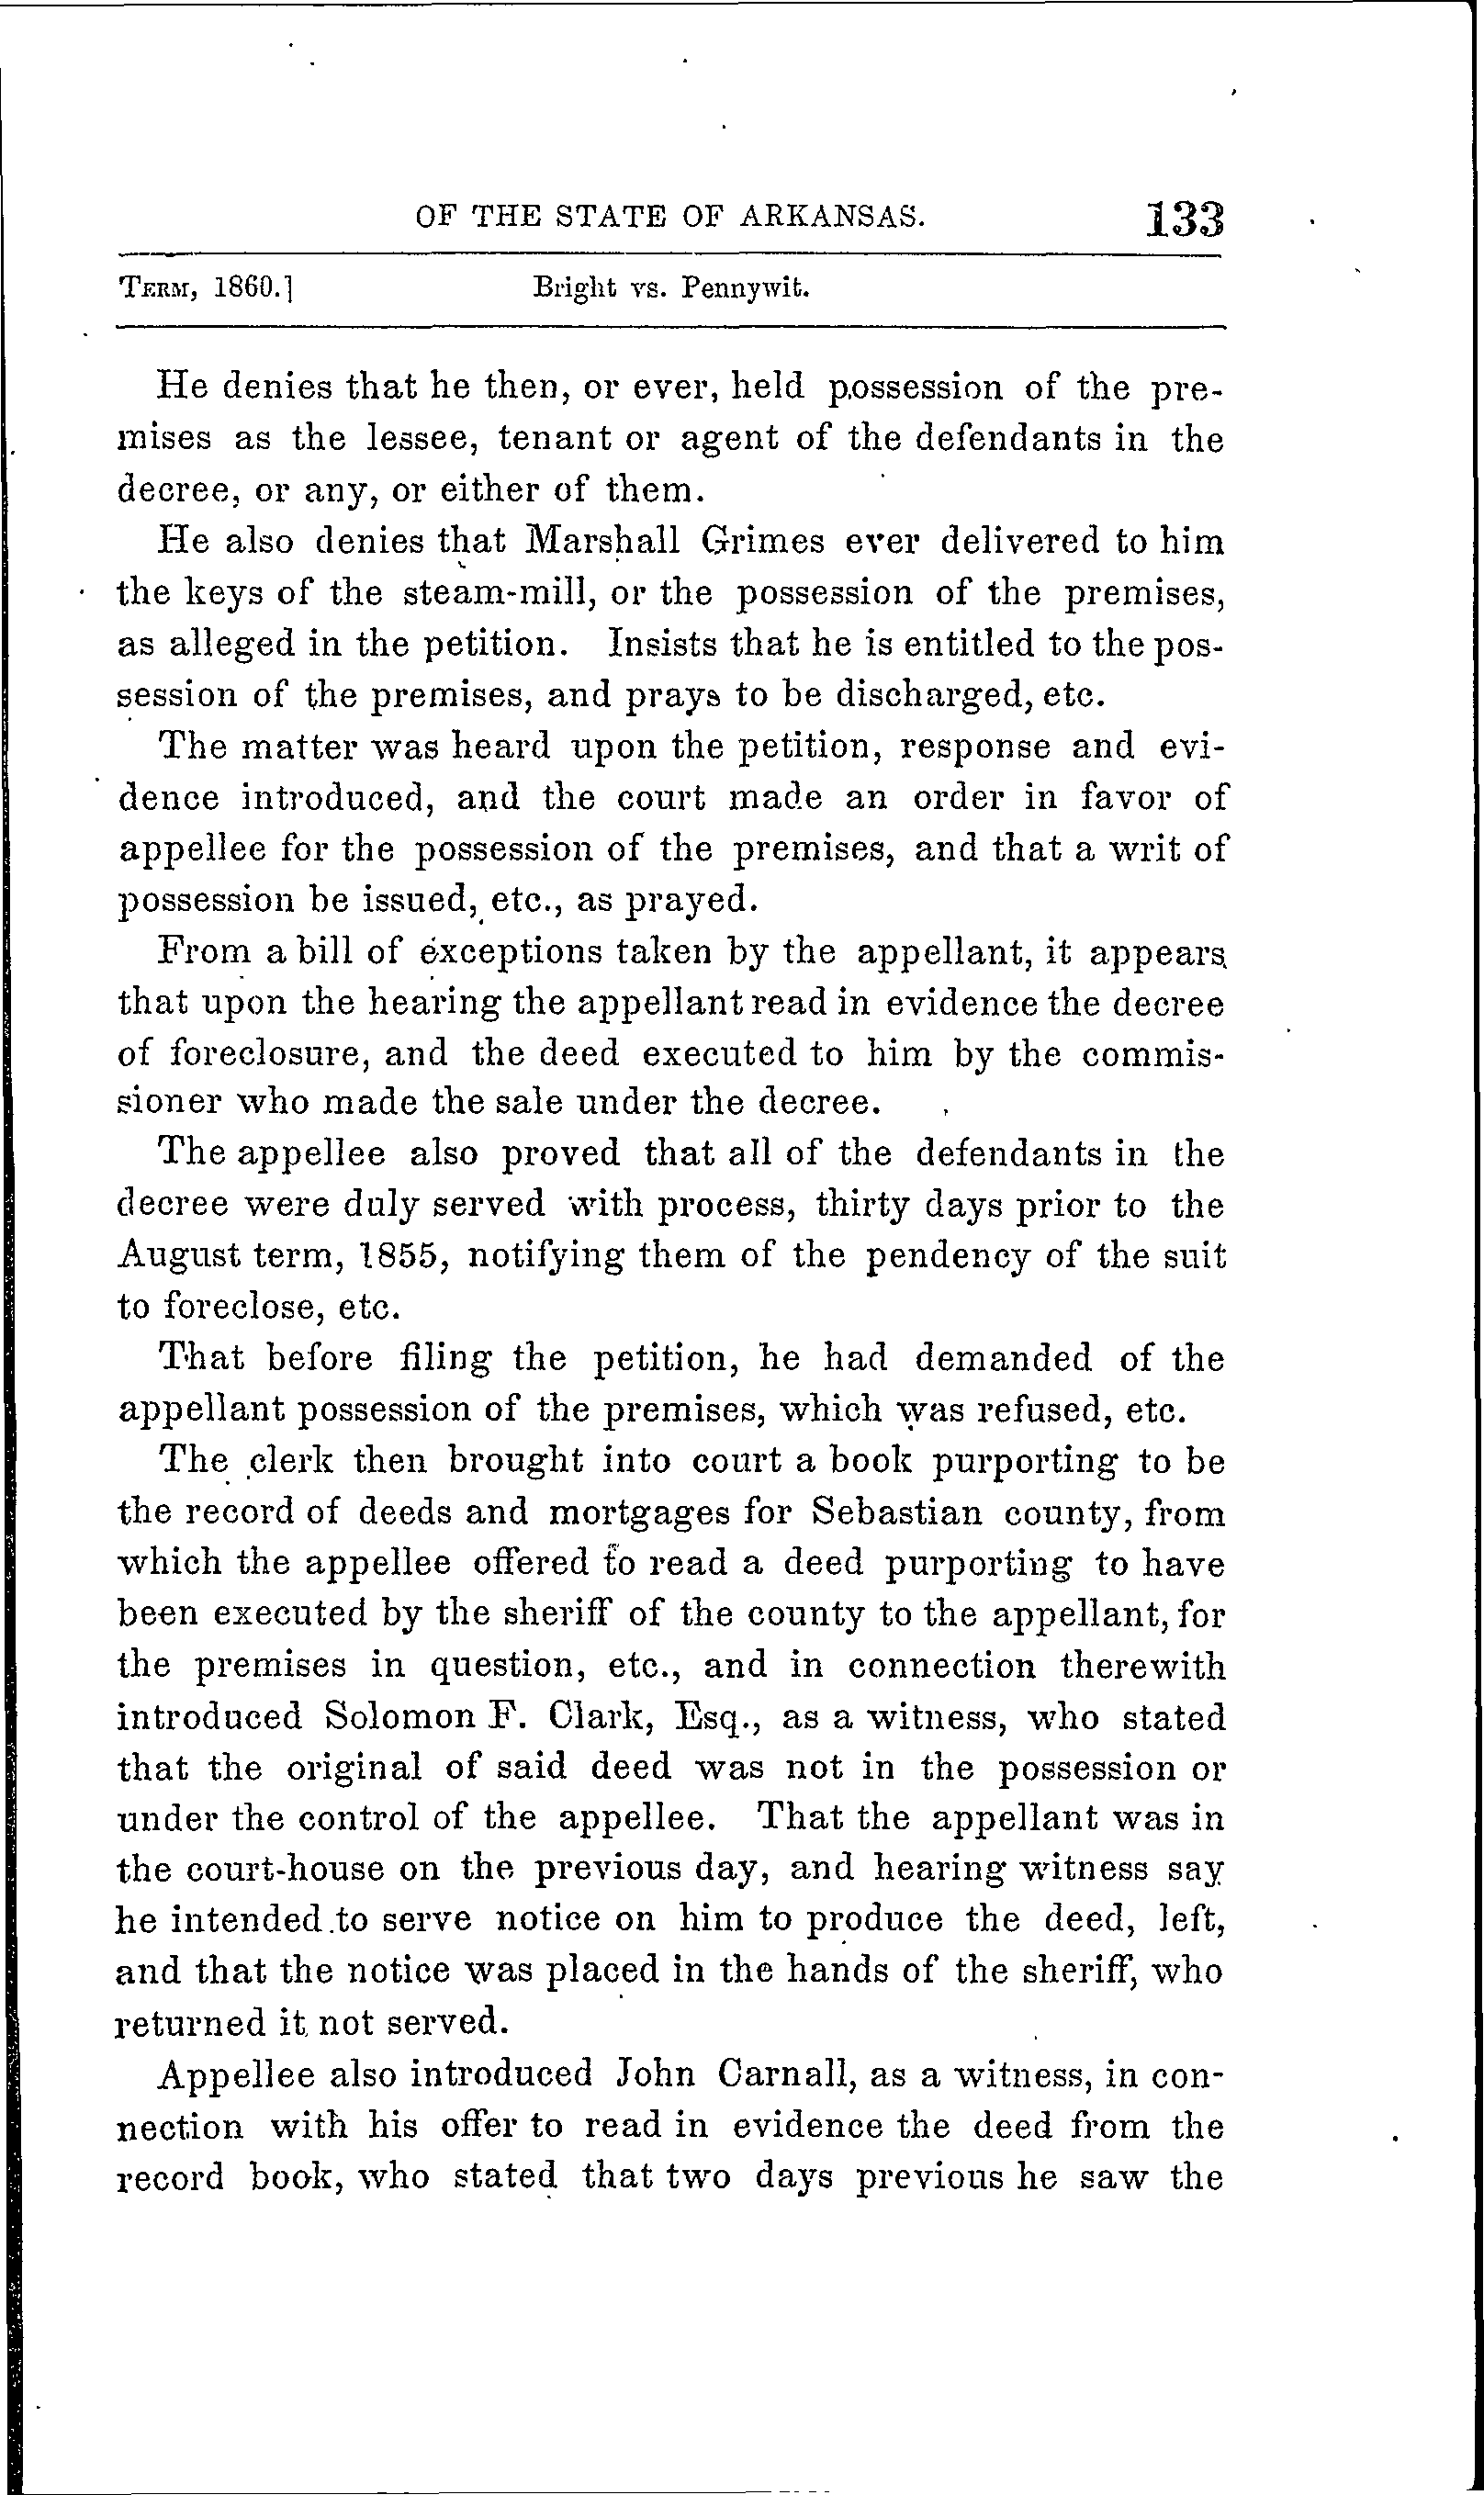 OF THE STATE OF ARKANSAS. 133
TERM, 1860.] Bright vs. Pennywit.
He denies that he then, or ever, held possession of the pre-
mises as the lessee, tenant or agent of the defendants in the
decree, or any, or either of them.
He also denies that Marshall Grimes ever delivered to him
the keys of the steam-mill, or the possession of the premises,
as alleged in the petition. Insists that he is entitled to the pos-
session of the premises, and prays to be discharged, etc.
The matter was heard upon the petition, response and evi-
dence introduced, and the court made an order in favor of
appellee for the possession of the premises, and that a writ of
possession be issued, etc., as prayed.
From a bill of exceptions taken by the appellant, it appears
that upon the hearing the appellant read in evidence the decree
of foreclosure, and the deed executed to him by the commis-
sioner who made the sale under the decree.
The appellee also proved that all of the defendants in the
decree were duly served with process, thirty days prior to the
August term, 1855, notifying them of the pendency of the suit
to foreclose, etc.
That before filing the petition, he had demanded of the
appellant possession of the premises, which was refused, etc.
The clerk then brought into court a book purporting to be
the record of deeds and mortgages for Sebastian county, from
which the appellee offered to read a deed purporting to have
been executed by the sheriff of the county to the appellant, for
the premises in question, etc., and in connection therewith
introduced Solomon F. Clark, Esq., as a witness, who stated
that the original of said deed was not in the possession or
under the control of the appellee. That the appellant was in
the court-house on the previous day, and hearing witness say
he intended to serve notice on him to produce the deed, left,
and that the notice was placed in the hands of the sheriff, who
returned it not served.
Appellee also introduced John Carnall, as a witness, in con-
nection with his offer to read in evidence the deed from the
record book, who stated that two days previous he saw the